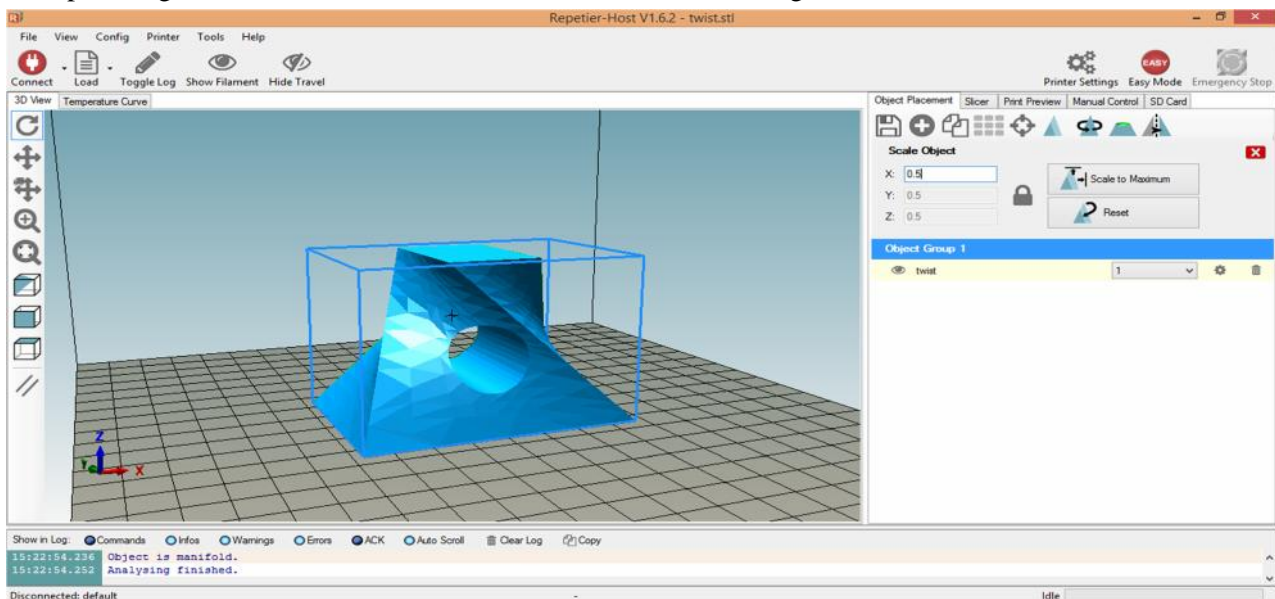 Repetier-Host V1.6.2 - twist.stl
File View Config Printer Tools Help
Connect Load Toggle Log Show Filament Hide Travel Printer Settings Easy Mode Emergency Stop
EASY
3D View Temperature Curve Object Placement Slicer Print Preview Manual Control SD Card
Scale Object
X: 0.5 Scale to Maximum
Y: 0.5
Z: 0.5 Reset
Object Group 1
twist 1
Z
Y X
Show in Log: Commands Infos Warnings Errors ACK Auto Scroll Clear Log Copy
15:22:54.236 Object is manifold.
15:22:54.252 Analysing finished.
Disconnected: default - Idle